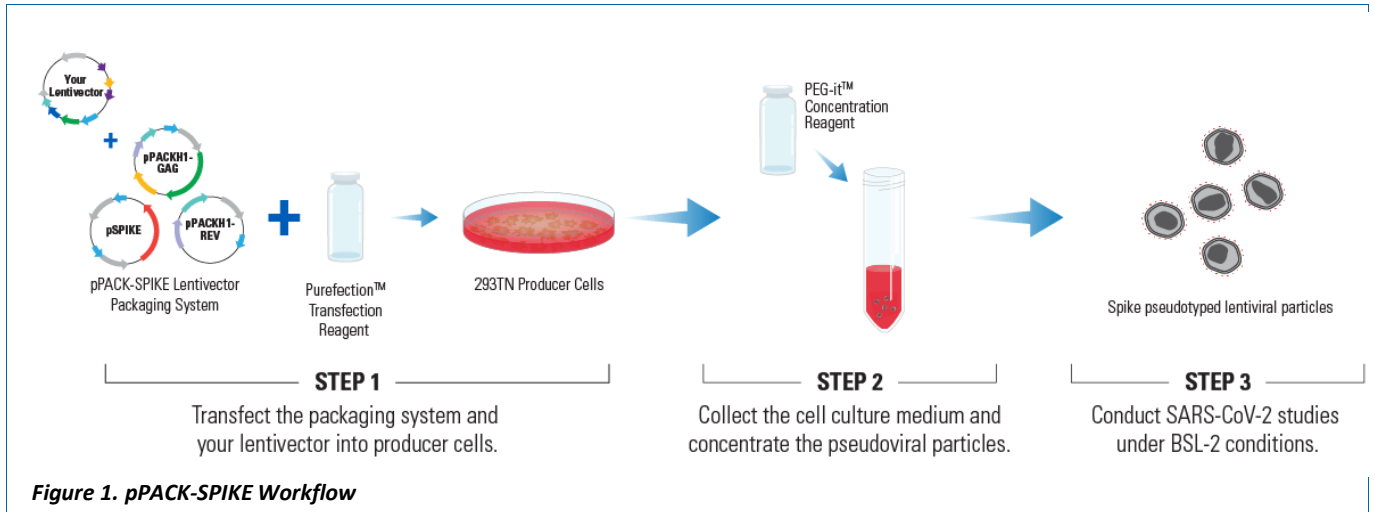 Your
Lentivector
pPACKH1-
GAG
pSPIKE
pPACKH1-
REV
pPACK-SPIKE Lentivector
Packaging System
Purefection™
Transfection
Reagent
293TN Producer Cells
PEG-it™
Concentration
Reagent
Spike pseudotyped lentiviral particles
STEP 1
Transfect the packaging system and
your lentivector into producer cells.
STEP 2
Collect the cell culture medium and
concentrate the pseudoviral particles.
STEP 3
Conduct SARS-CoV-2 studies
under BSL-2 conditions.
Figure 1. pPACK-SPIKE Workflow